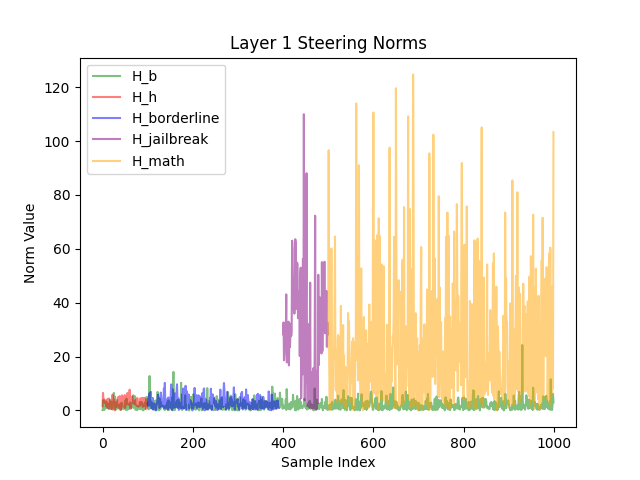 Layer 1 Steering Norms
Norm Value
120
100
80
60
40
20
0
H_b
H_h
H_borderline
H_jailbreak
H_math
0
200
400
600
800
1000
Sample Index